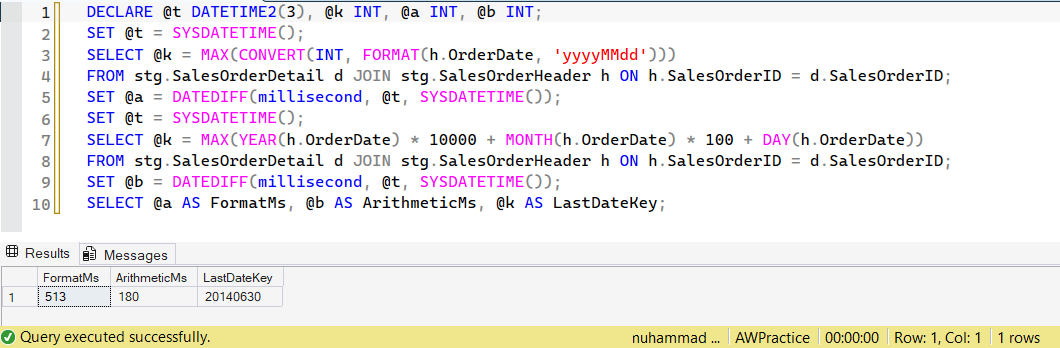 1 DECLARE @t DATETIME2(3), @k INT, @a INT, @b INT;
2 SET @t = SYSDATETIME();
3 SELECT @k = MAX(CONVERT(INT, FORMAT(h.OrderDate, 'yyyyMMdd')))
4 FROM stg.SalesOrderDetail d JOIN stg.SalesOrderHeader h ON h.SalesOrderID = d.SalesOrderID;
5 SET @a = DATEDIFF(millisecond, @t, SYSDATETIME());
6 SET @t = SYSDATETIME();
7 SELECT @k = MAX(YEAR(h.OrderDate) * 10000 + MONTH(h.OrderDate) * 100 + DAY(h.OrderDate))
8 FROM stg.SalesOrderDetail d JOIN stg.SalesOrderHeader h ON h.SalesOrderID = d.SalesOrderID;
9 SET @b = DATEDIFF(millisecond, @t, SYSDATETIME());
10 SELECT @a AS FormatMs, @b AS ArithmeticMs, @k AS LastDateKey;
Results Messages
FormatMs ArithmeticMs LastDateKey
1 513 180 20140630
Query executed successfully. nuhammad ... AWPractice 00:00:00 Row: 1, Col: 1 1 rows